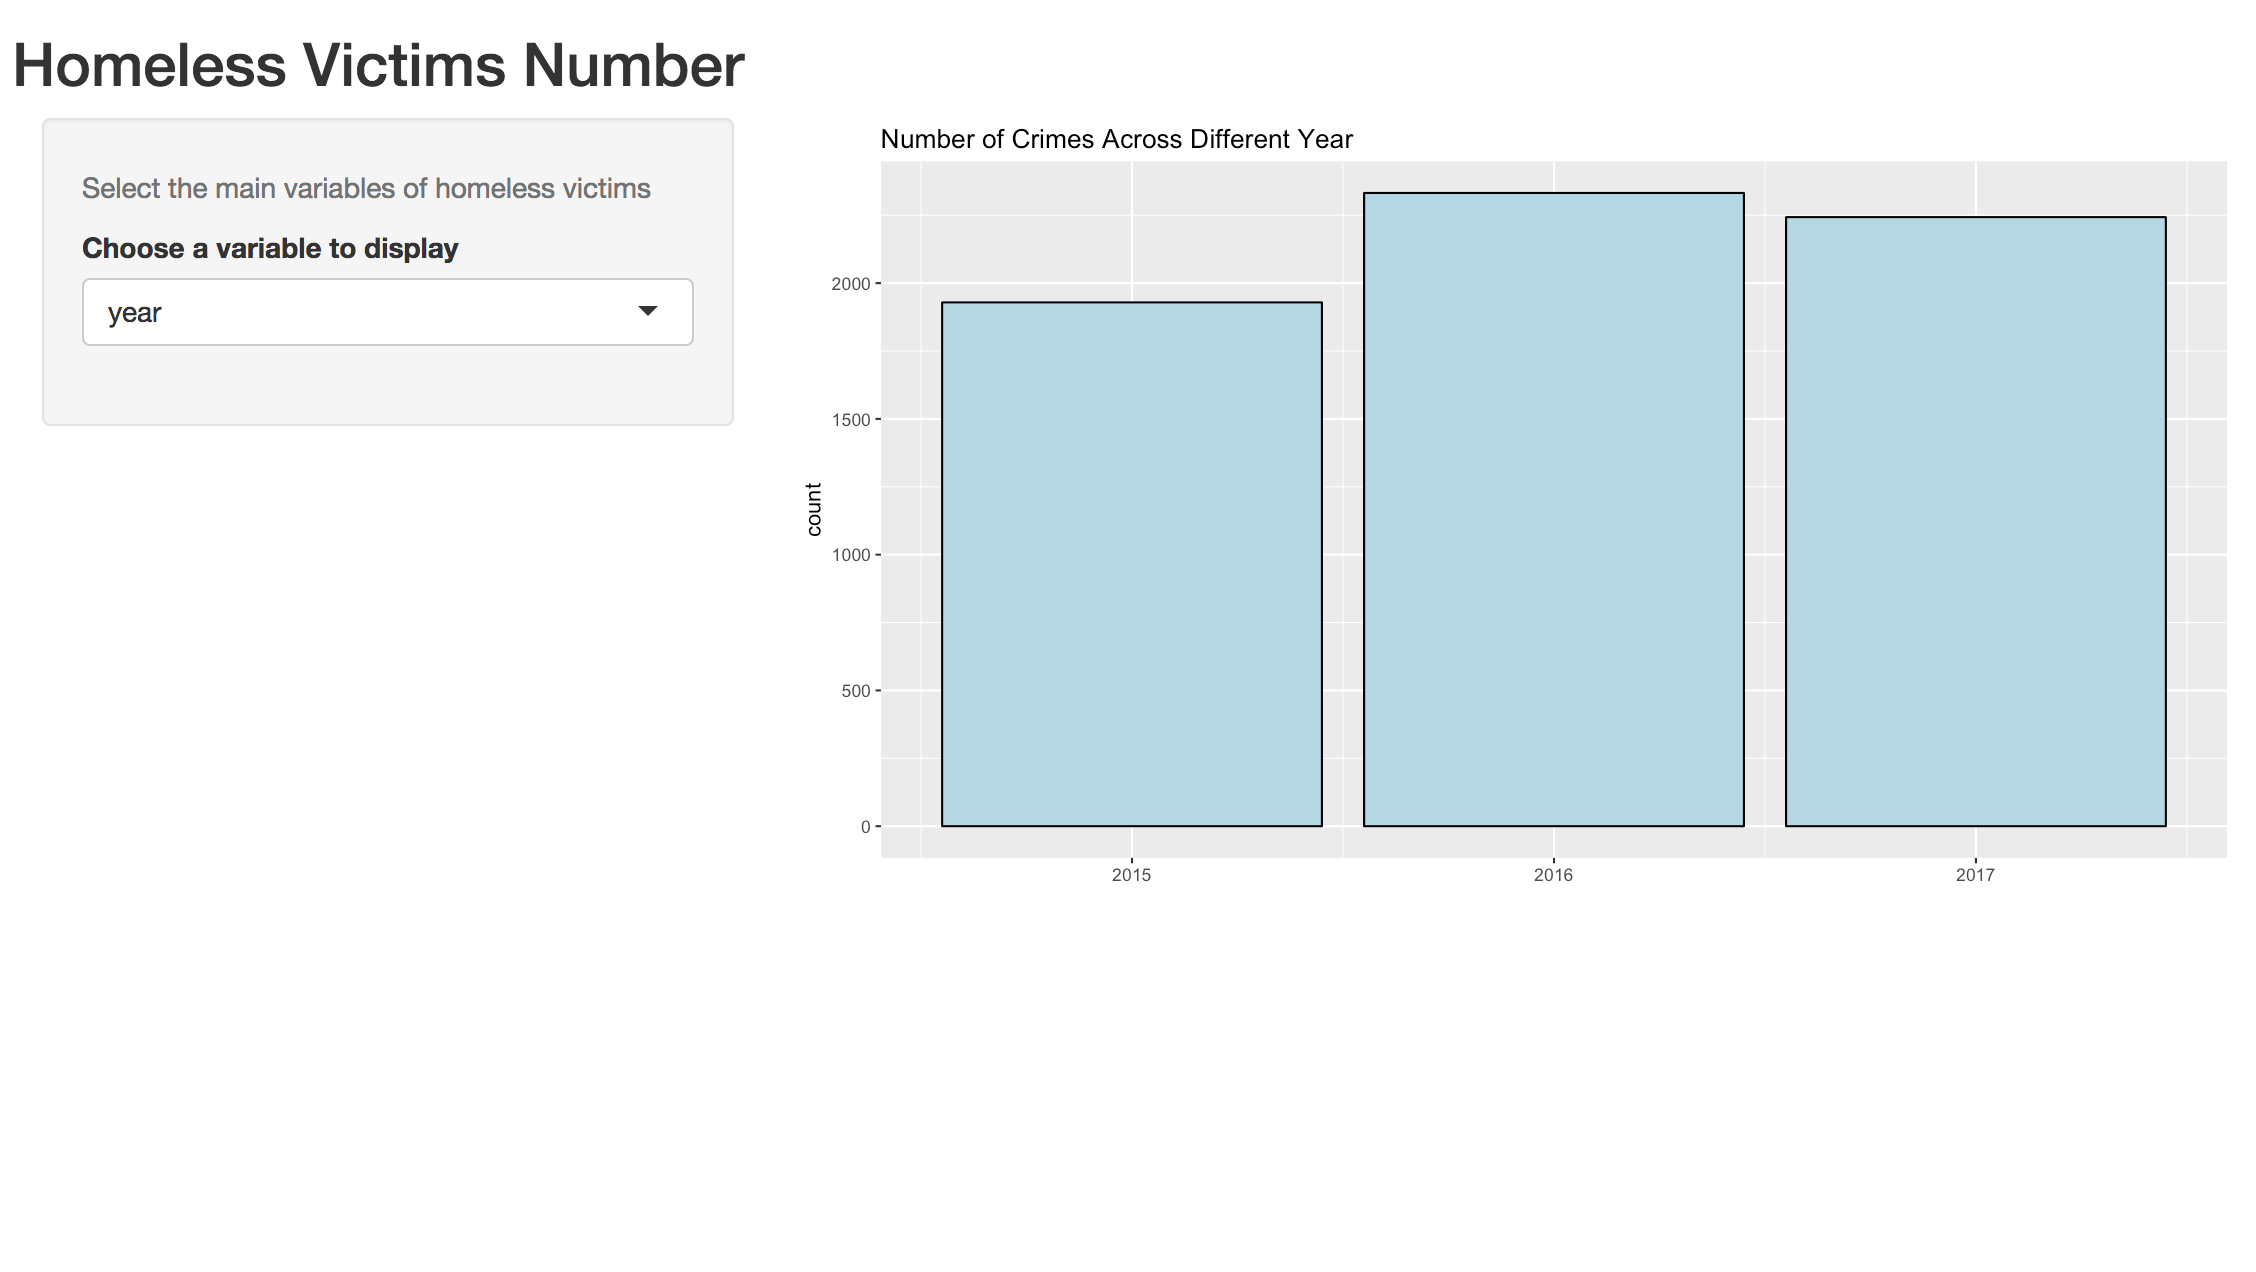 Homeless Victims Number
Select the main variables of homeless victims
Choose a variable to display
year
Number of Crimes Across Different Year
count
2000
1500
1000
500
0
2015
2016
2017